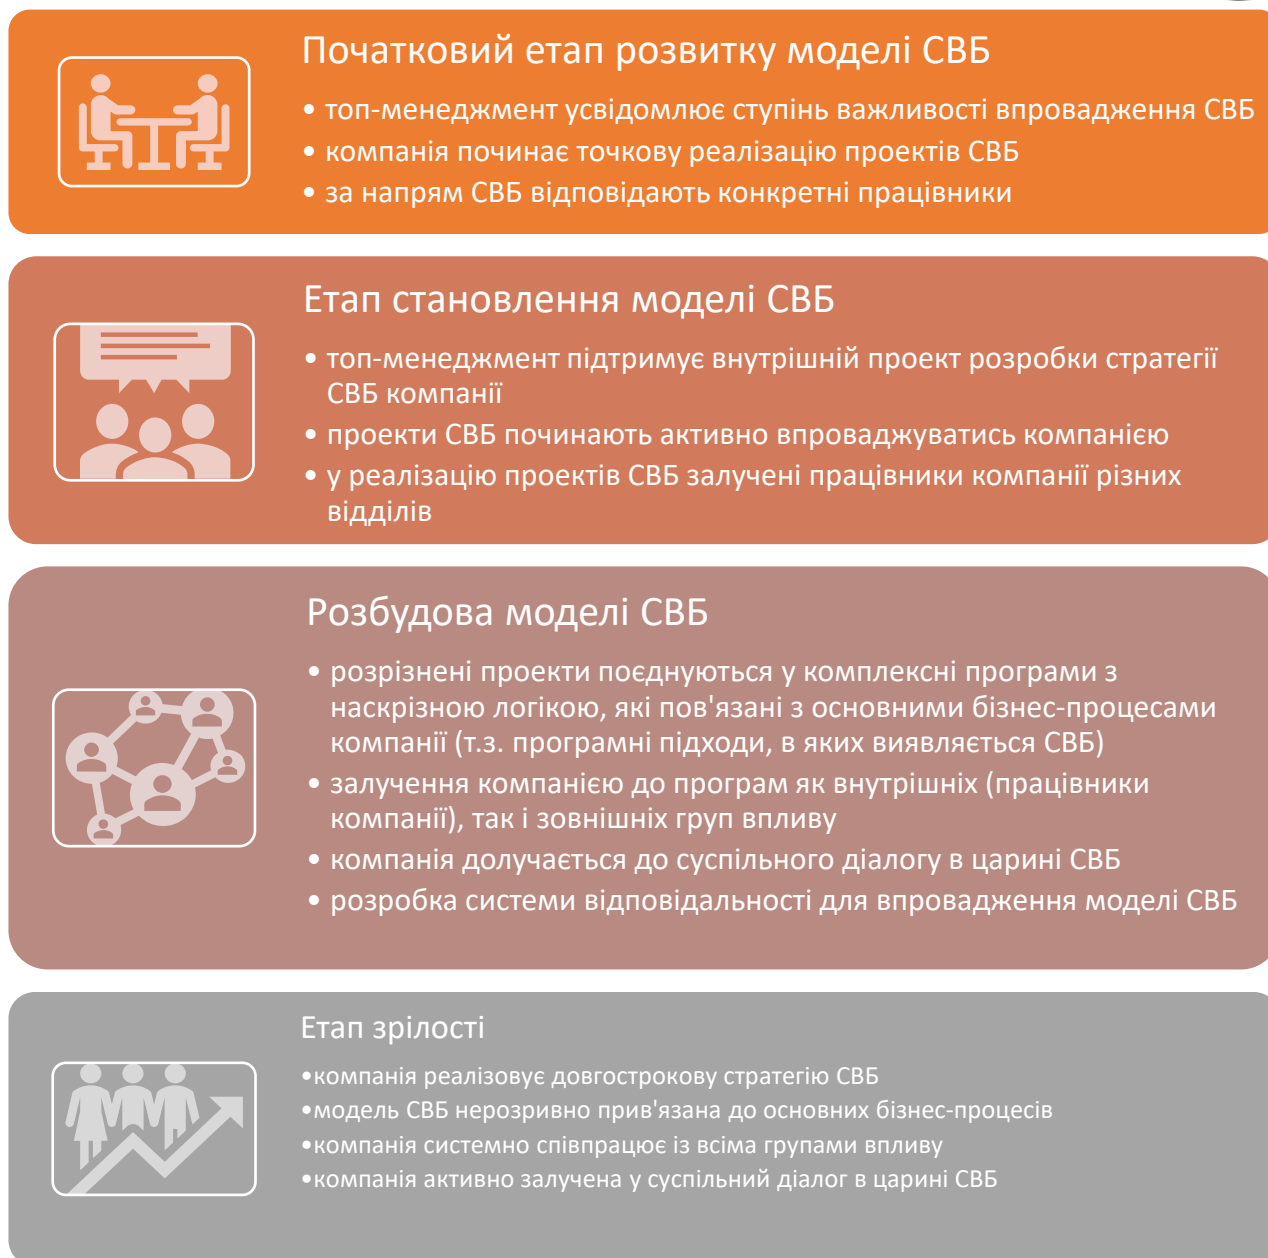 Початковий етап розвитку моделі СВБ
• топ-менеджмент усвідомлює ступінь важливості впровадження СВБ
• компанія починає точкову реалізацію проектів СВБ
• за напрям СВБ відповідають конкретні працівники
Етап становлення моделі СВБ
• топ-менеджмент підтримує внутрішній проект розробки стратегії
СВБ компанії
• проекти СВБ починають активно впроваджуватись компанією
• у реалізацію проектів СВБ залучені працівники компанії різних
відділів
Розбудова моделі СВБ
• розрізнені проекти поєднуються у комплексні програми з
наскрізною логікою, які пов'язані з основними бізнес-процесами
компанії (т.з. програмні підходи, в яких виявляється СВБ)
• залучення компанією до програм як внутрішніх (працівники
компанії), так і зовнішніх груп впливу
• компанія долучається до суспільного діалогу в царині СВБ
• розробка системи відповідальності для впровадження моделі СВБ
Етап зрілості
•компанія реалізовує довгострокову стратегію СВБ
•модель СВБ нерозривно прив'язана до основних бізнес-процесів
•компанія системно співпрацює із всіма групами впливу
•компанія активно залучена у суспільний діалог в царині СВБ